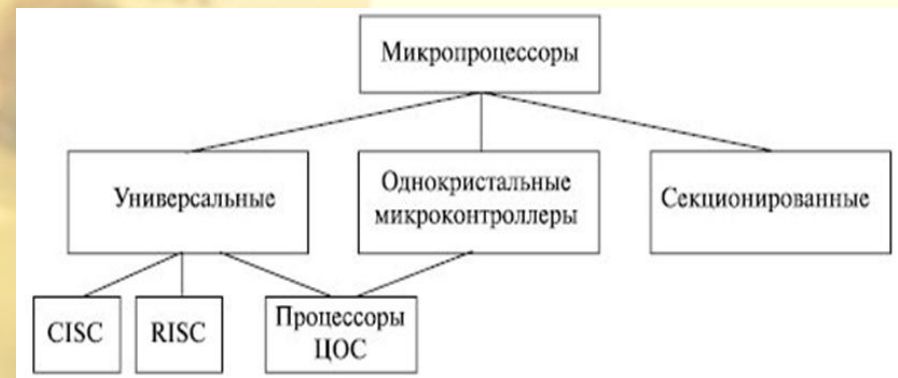 Микропроцессоры
Универсальные
Однокристальные
микроконтроллеры
Секционированные
CISC
RISC
Процессоры
ЦОС